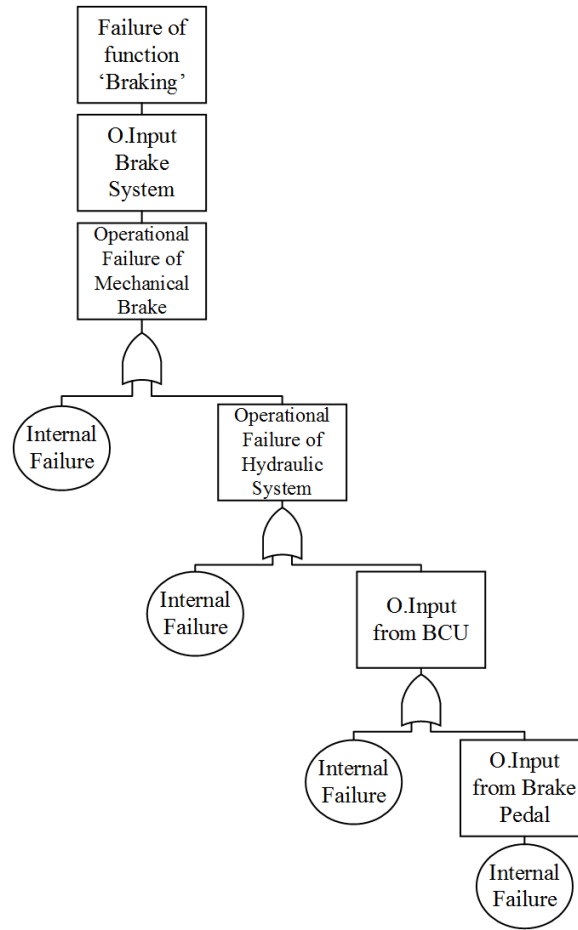 Failure of
function
‘Braking’
O.Input
Brake
System
Operational
Failure of
Mechanical
Brake
Internal
Failure
Operational
Failure of
Hydraulic
System
Internal
Failure
O.Input
from BCU
Internal
Failure
O.Input
from Brake
Pedal
Internal
Failure